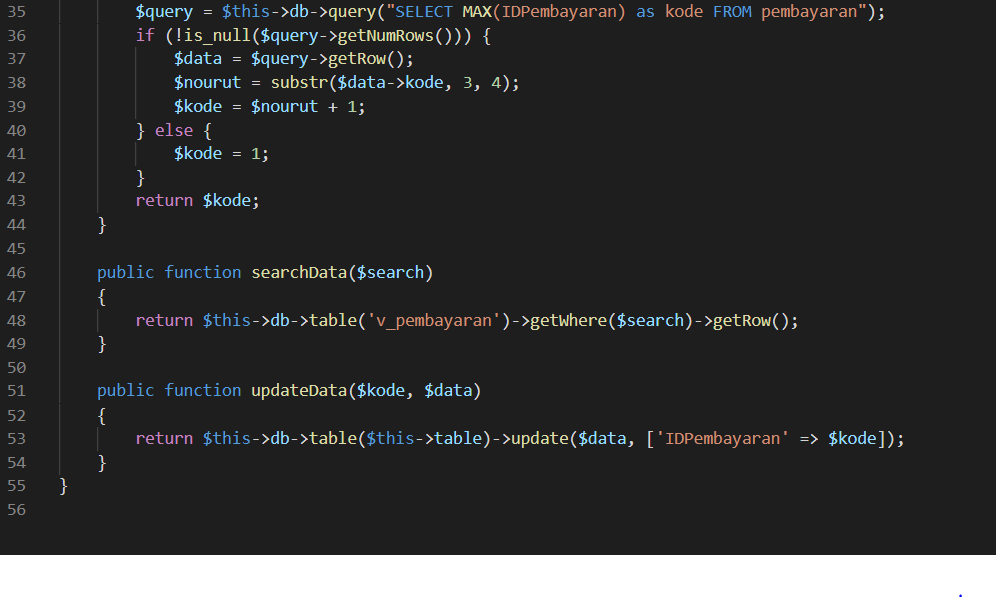 35 $query = $this->db->query("SELECT MAX(IDPembayaran) as kode FROM pembayaran");
36 if (!is_null($query->getNumRows())) {
37 $data = $query->getRow();
38 $nourut = substr($data->kode, 3, 4);
39 $kode = $nourut + 1;
40 } else {
41 $kode = 1;
42 }
43 return $kode;
44 }
45
46 public function searchData($search)
47 {
48 return $this->db->table('v_pembayaran')->getWhere($search)->getRow();
49 }
50
51 public function updateData($kode, $data)
52 {
53 return $this->db->table($this->table)->update($data, ['IDPembayaran' => $kode]);
54 }
55 }
56